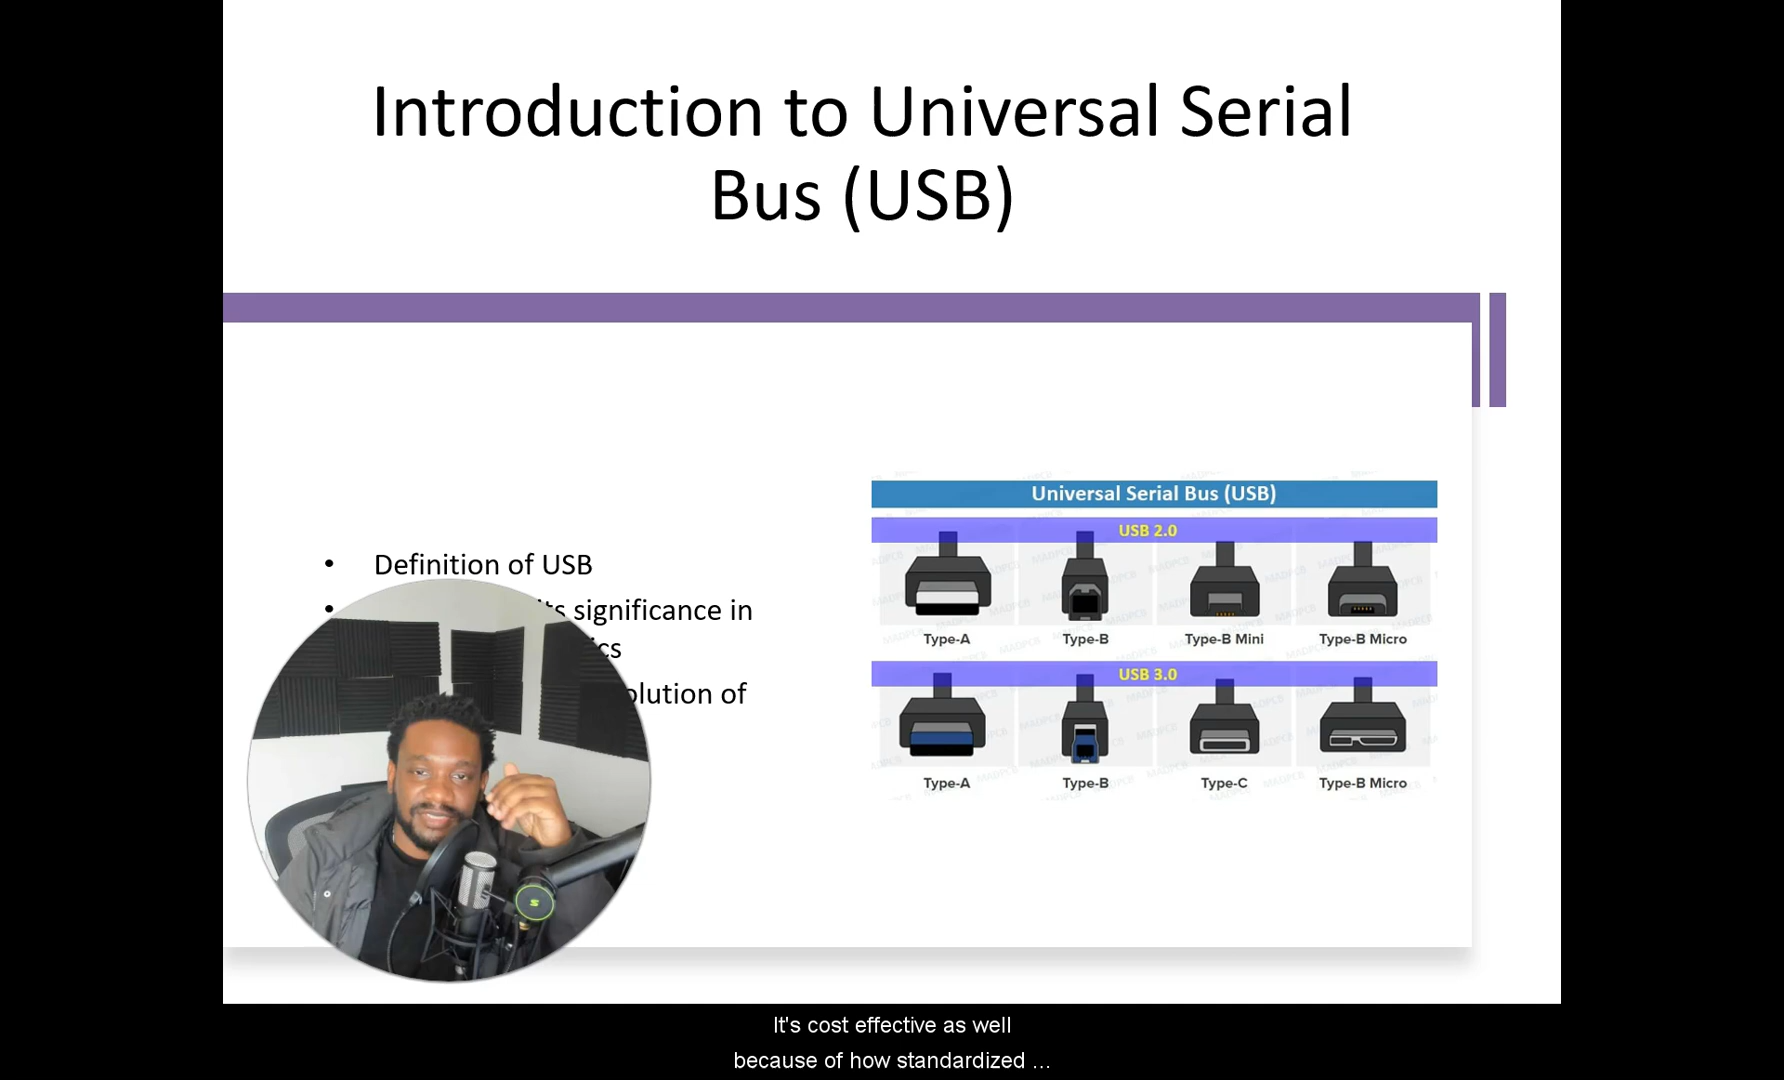 Introduction to Universal Serial
Bus (USB)
• Definition of USB
• significance in
olution of
Universal Serial Bus (USB)
USB 2.0
Type-A Type-B Type-B Mini Type-B Micro
USB 3.0
Type-A Type-B Type-C Type-B Micro
It's cost effective as well
because of how standardized ...